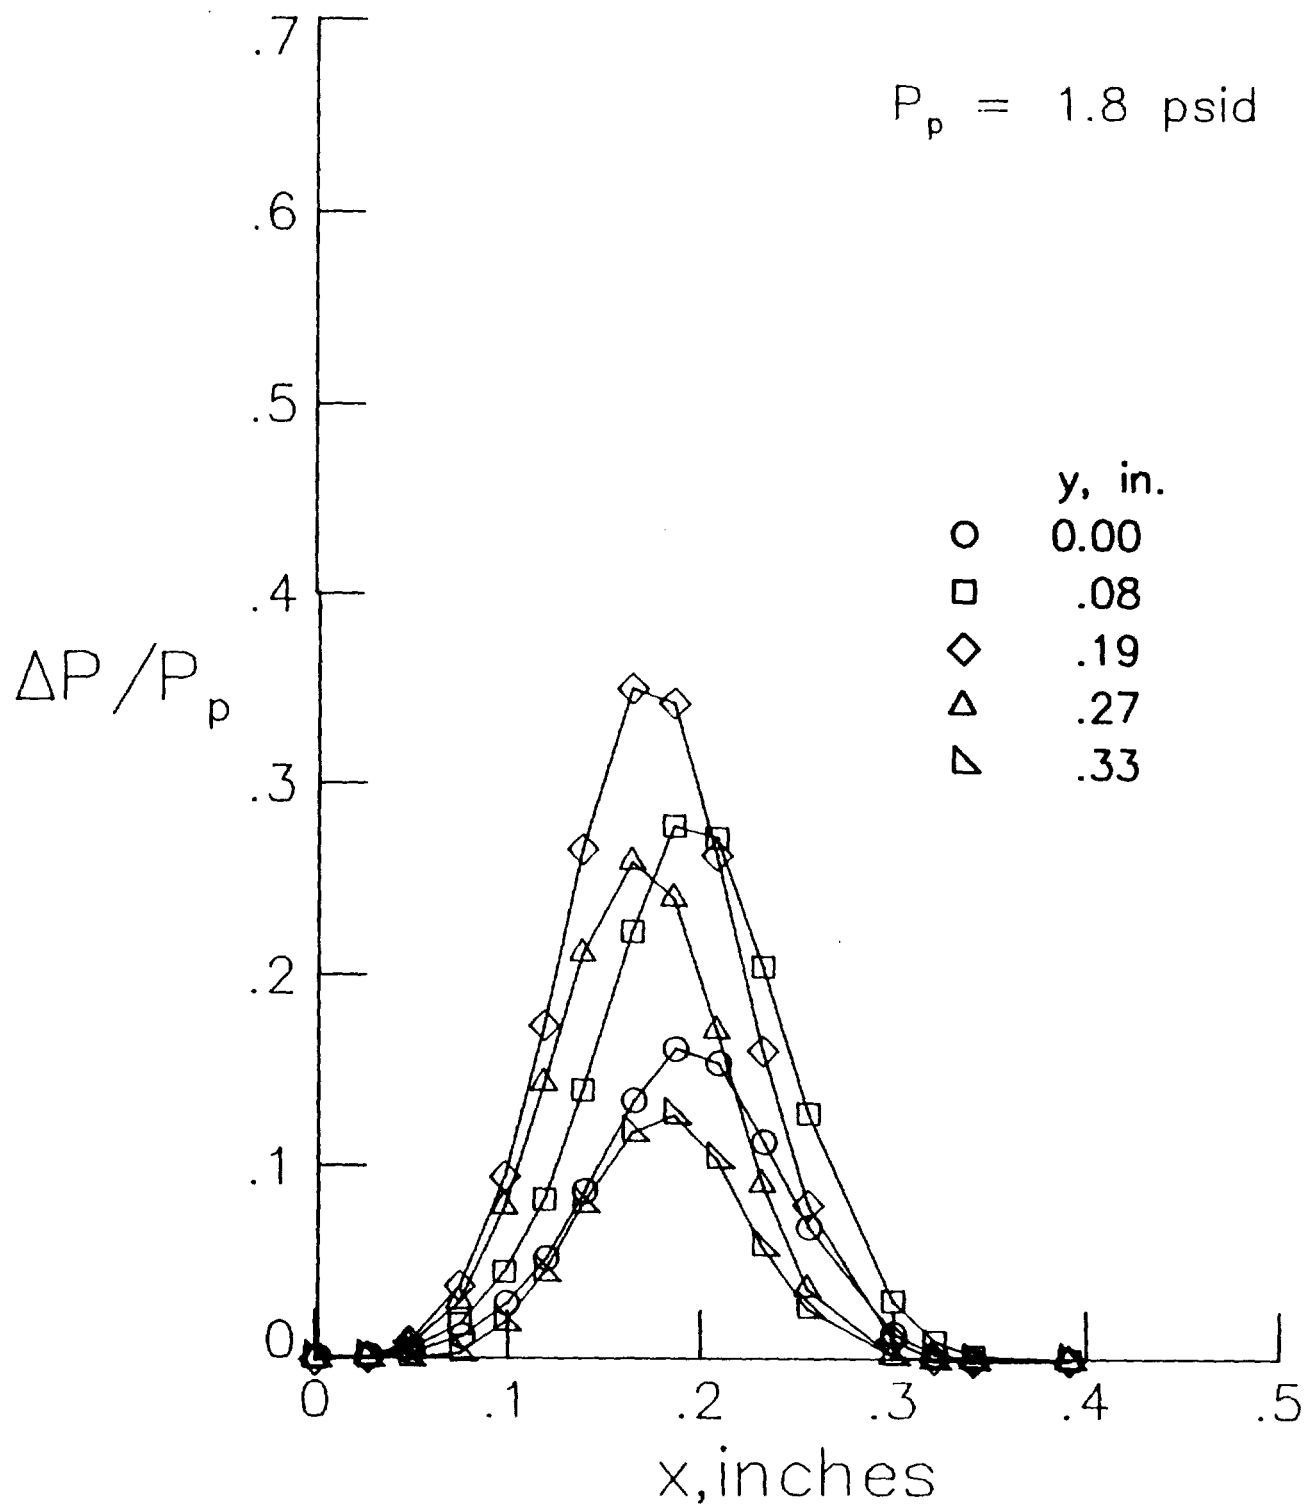 .7
P_p = 1.8 psid
.6
.5
y, in.
0.00
.08
.19
.27
.33
.4
ΔP/P_p
.3
.2
.1
0
0 .1 .2 .3 .4 .5
x, inches